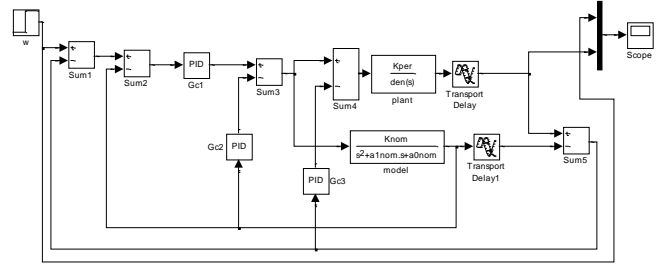 w
Sum1
Sum2
PID
Gc1
Sum3
Sum4
Kper
den(s)
plant
Transport
Delay
Scope
Gc2
PID
PID
Gc3
Knom
s2+a1nom.s+a0nom
model
Transport
Delay1
Sum5